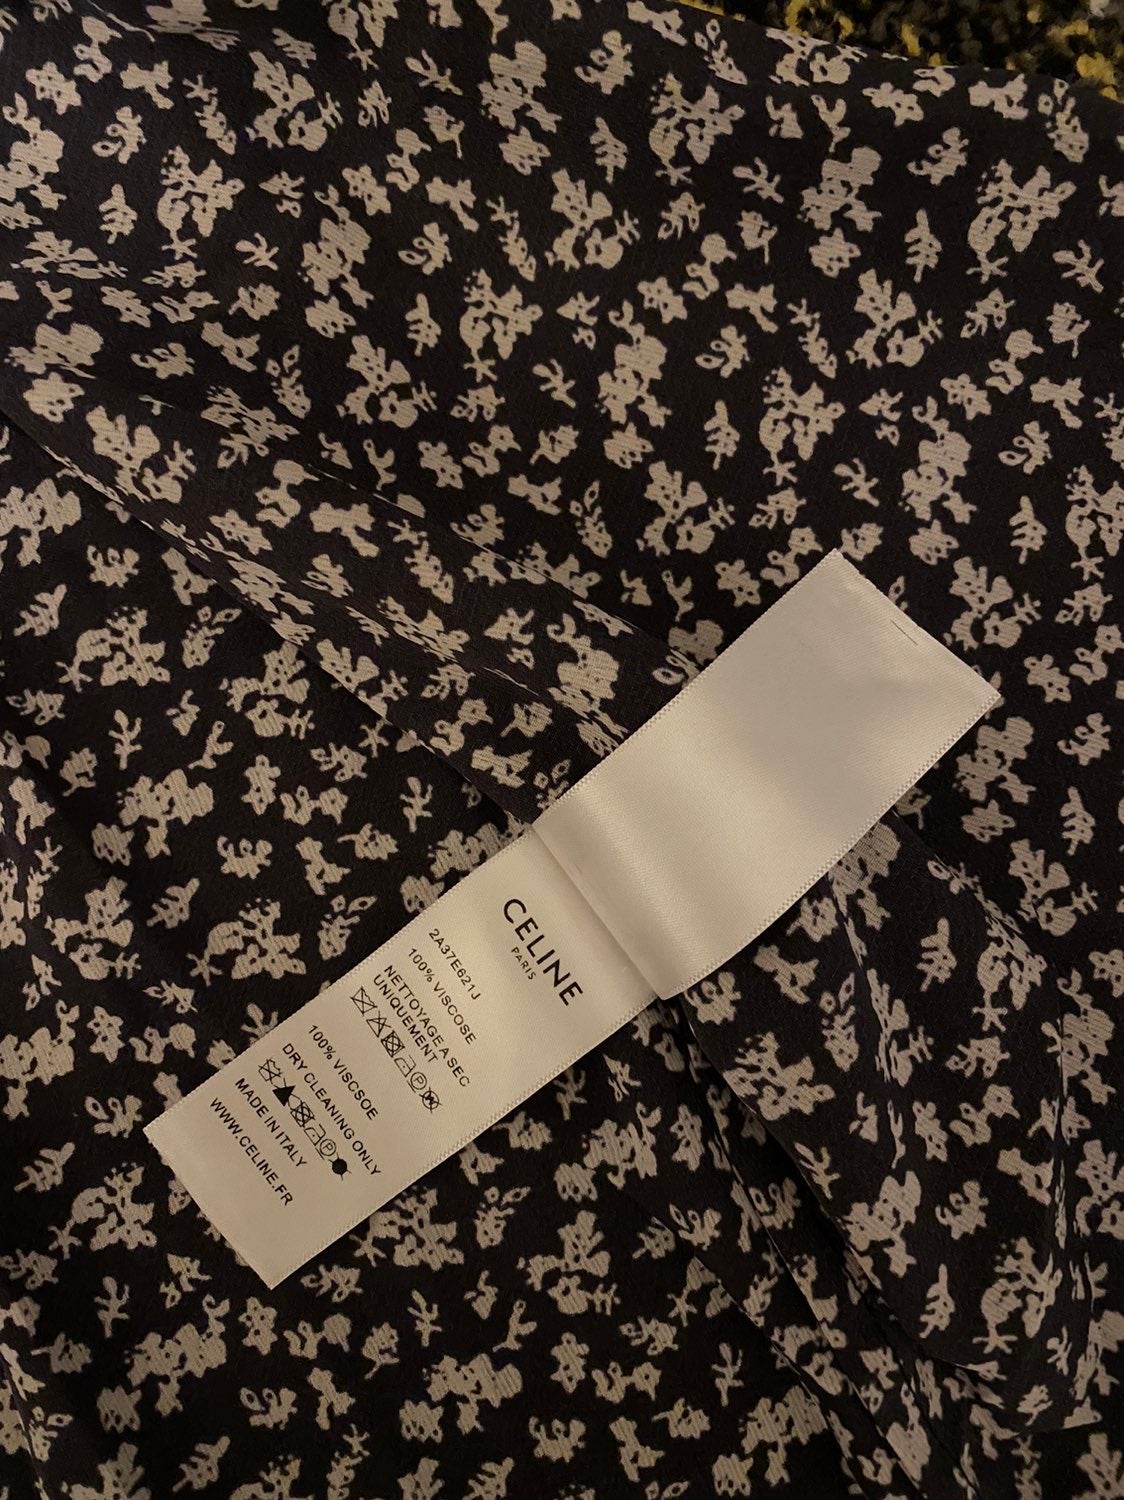 CELINE
PARIS
2A37E621J
100% VISCOSE
NETTOYAGE A SEC
UNIQUEMENT
P
100% VISCSOE
DRY CLEANING ONLY
P
MADE IN ITALY
WWW.CELINE.FR